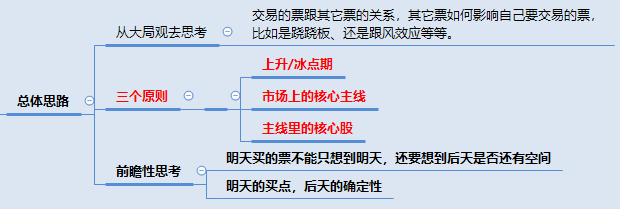 总体思路
从大局观去思考
交易的票跟其它票的关系，其它票如何影响自己要交易的票，
比如是跷跷板、还是跟风效应等等。
三个原则
上升/冰点期
市场上的核心主线
主线里的核心股
前瞻性思考
明天买的票不能只想到明天，还要想到后天是否还有空间
明天的买点，后天的确定性